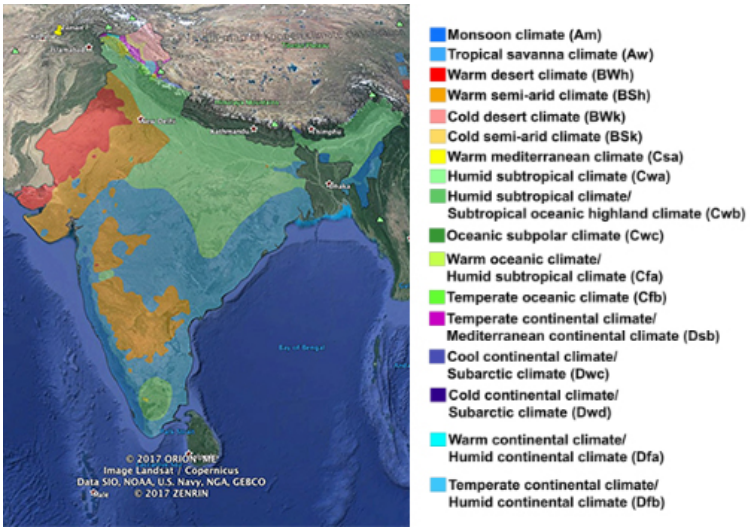 Islamabad
New Delhi
Kathmandu
Thimphu
Dhaka
Bay of Bengal
© 2017 ORION-ME
Image Landsat / Copernicus
Data SIO, NOAA, U.S. Navy, NGA, GEBCO
© 2017 ZENRIN
Male
Monsoon climate (Am)
Tropical savanna climate (Aw)
Warm desert climate (BWh)
Warm semi-arid climate (BSh)
Cold desert climate (BWk)
Cold semi-arid climate (BSk)
Warm mediterranean climate (Csa)
Humid subtropical climate (Cwa)
Humid subtropical climate/
Subtropical oceanic highland climate (Cwb)
Oceanic subpolar climate (Cwc)
Warm oceanic climate/
Humid subtropical climate (Cfa)
Temperate oceanic climate (Cfb)
Temperate continental climate/
Mediterranean continental climate (Dsb)
Cool continental climate/
Subarctic climate (Dwc)
Cold continental climate/
Subarctic climate (Dwd)
Warm continental climate/
Humid continental climate (Dfa)
Temperate continental climate/
Humid continental climate (Dfb)